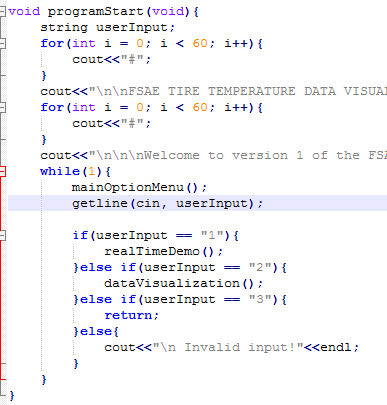 void programStart(void){
    string userInput;
    for(int i = 0; i < 60; i++){
        cout<<"#";
    }
    cout<<"\n\nFSAE TIRE TEMPERATURE DATA VISUAL
    for(int i = 0; i < 60; i++){
        cout<<"#";
    }
    cout<<"\n\n\nWelcome to version 1 of the FSA
    while(1){
        mainOptionMenu();
        getline(cin, userInput);

        if(userInput == "1"){
            realTimeDemo();
        }else if(userInput == "2"){
            dataVisualization();
        }else if(userInput == "3"){
            return;
        }else{
            cout<<"\n Invalid input!"<<endl;
        }
    }
}